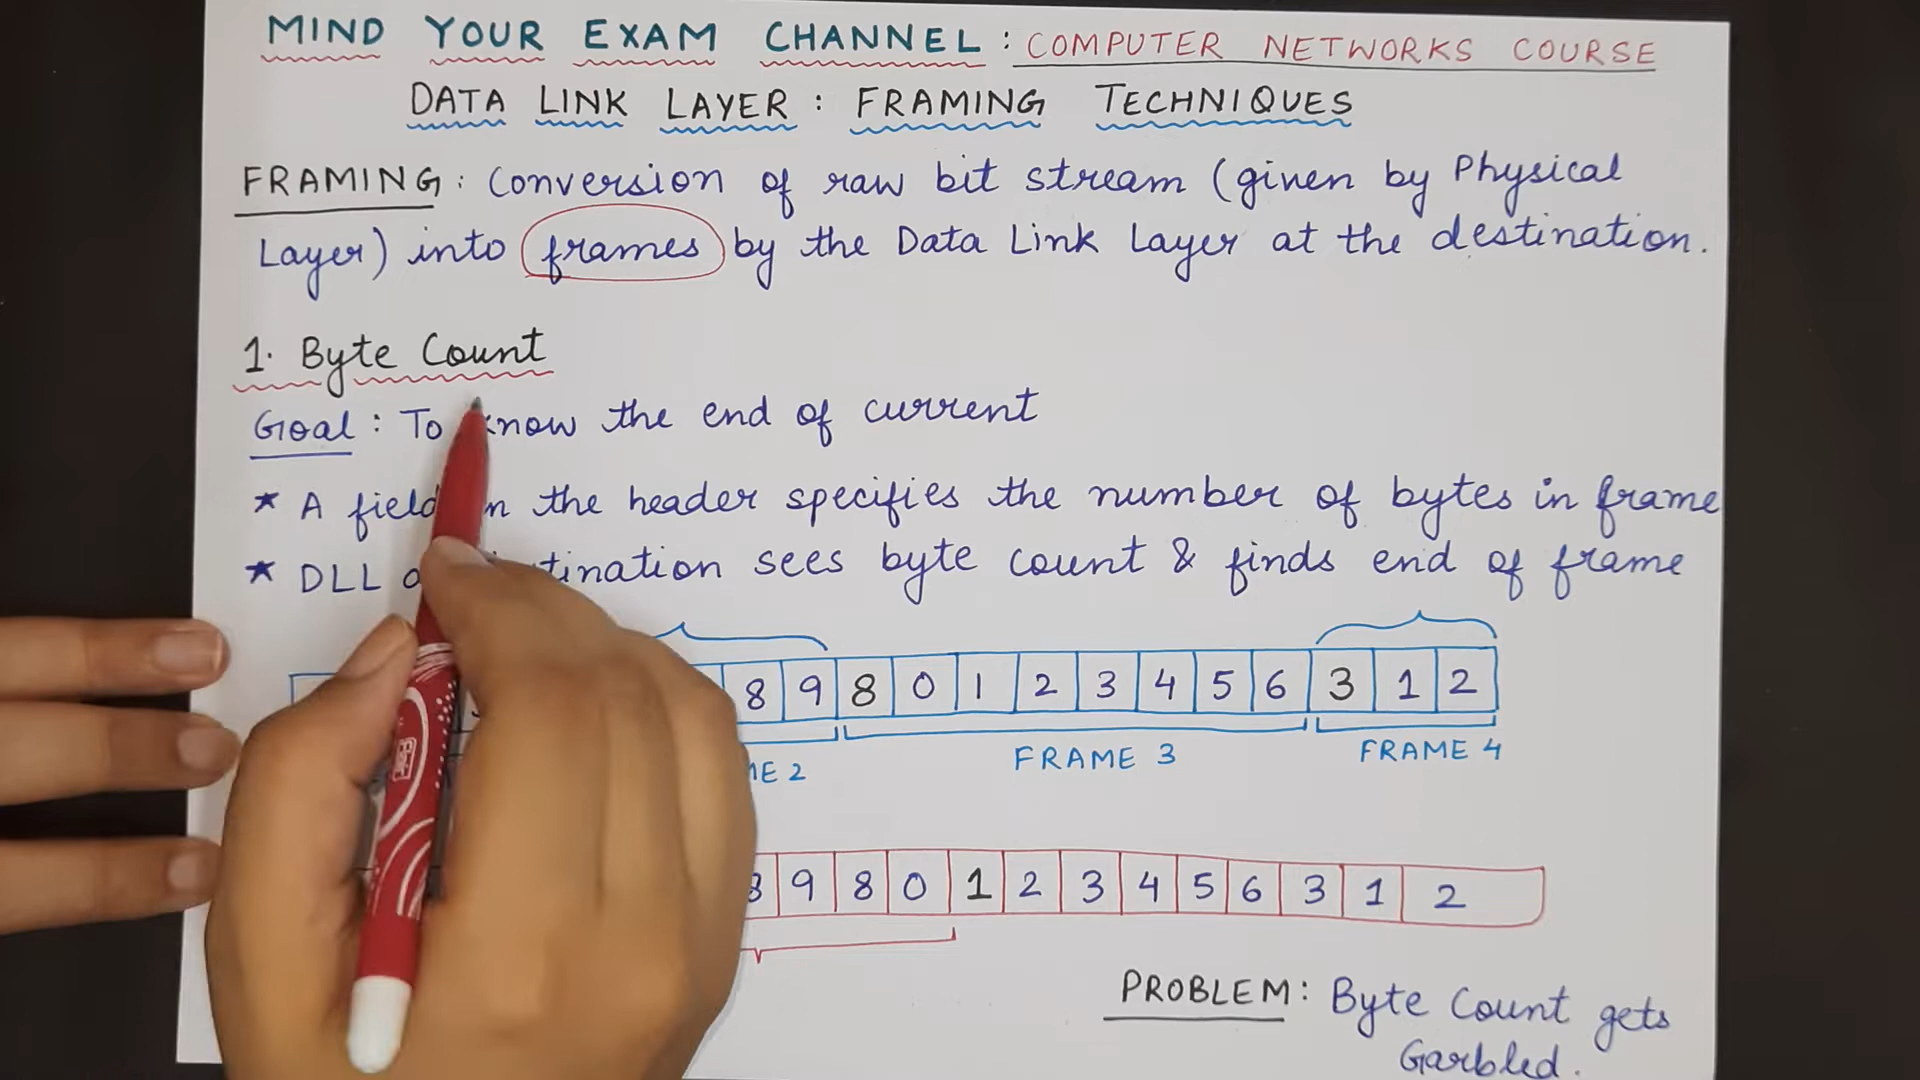 MIND YOUR EXAM CHANNEL : COMPUTER NETWORKS COURSE
DATA LINK LAYER : FRAMING TECHNIQUES
FRAMING : Conversion of raw bit stream (given by Physical
Layer) into frames by the Data Link Layer at the destination.
1. Byte Count
Goal : To know the end of current
* A field in the header specifies the number of bytes in frame
* DLL tination sees byte count & finds end of frame
8 9 8 0 1 2 3 4 5 6 3 1 2
ME 2 FRAME 3 FRAME 4
9 8 0 1 2 3 4 5 6 3 1 2
PROBLEM : Byte Count gets
Garbled.